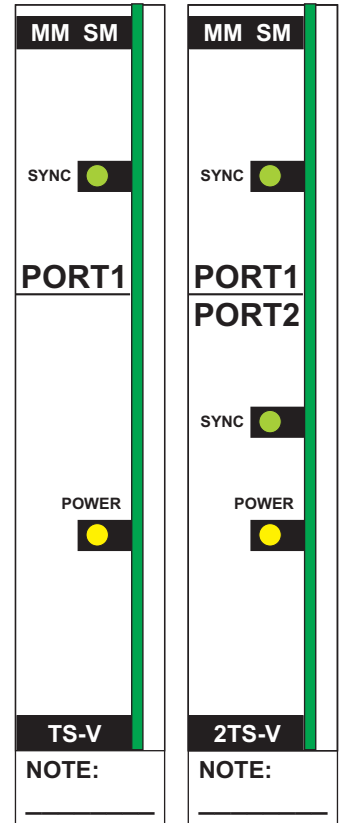 MM SM
SYNC
PORT1
POWER
TS-V
NOTE:
MM SM
SYNC
PORT1
PORT2
SYNC
POWER
2TS-V
NOTE: